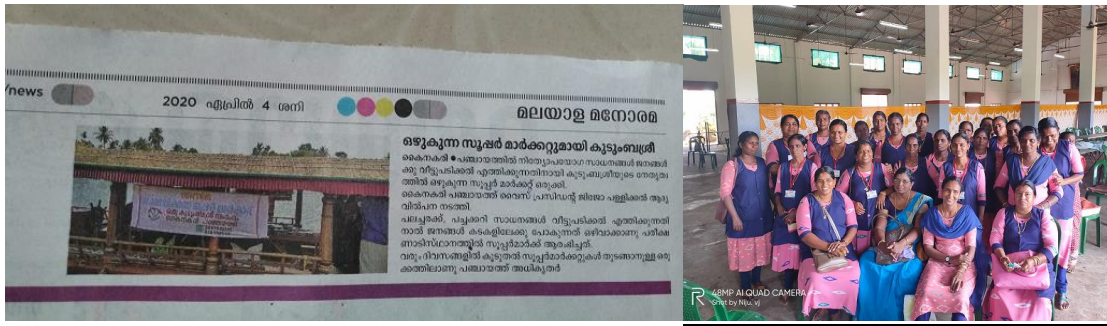 /news
2020 ഏപ്രിൽ 4 ശനി
മലയാള മനോരമ
ഒഴുകുന്ന സൂപ്പർ മാർക്കറ്റുമായി കുടുംബശ്രീ
കൈനകരി ● പഞ്ചായത്തിൽ നിത്യോപയോഗ സാധനങ്ങൾ ജനങ്ങൾ
ക്കു വീട്ടുപടിക്കൽ എത്തിക്കുന്നതിനായി കുടുംബശ്രീയുടെ നേതൃത്വ
ത്തിൽ ഒഴുകുന്ന സൂപ്പർ മാർക്കറ്റ് ഒരുക്കി.
കൈനകരി പഞ്ചായത്ത് വൈസ് പ്രസിഡന്റ് ജിജോ പള്ളിക്കൽ ആദ്യ
വിൽപന നടത്തി.
പലചരക്ക്, പച്ചക്കറി സാധനങ്ങൾ വീട്ടുപടിക്കൽ എത്തിക്കുന്നതി
നാൽ ജനങ്ങൾ കടകളിലേക്കു പോകുന്നത് ഒഴിവാക്കാനാണു പരീക്ഷ
ണാടിസ്ഥാനത്തിൽ സൂപ്പർമാർക്ക് ആരംഭിച്ചത്.
വരും ദിവസങ്ങളിൽ കൂടുതൽ സൂപ്പർമാർക്കറ്റുകൾ തുടങ്ങാനുള്ള ഒരു
ക്കത്തിലാണു പഞ്ചായത്ത് അധികൃതർ
R
48MP AI QUAD CAMERA
Shot by Niju, vj